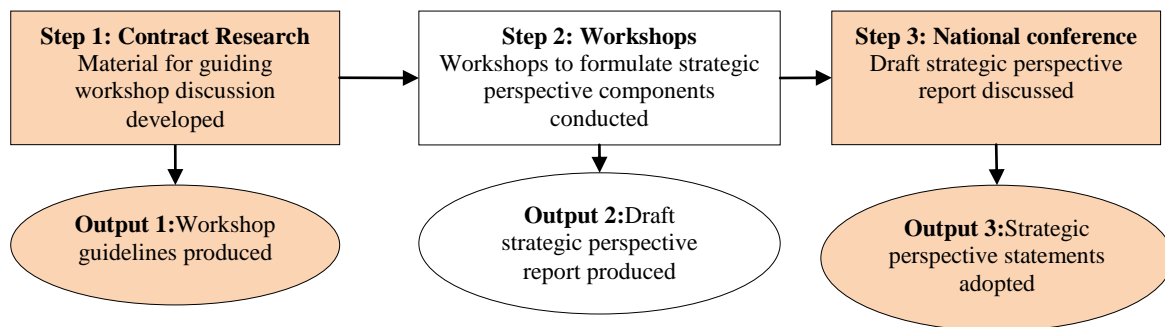 Step 1: Contract Research
Material for guiding
workshop discussion
developed
Step 2: Workshops
Workshops to formulate strategic
perspective components
conducted
Step 3: National conference
Draft strategic perspective
report discussed
Output 1:Workshop
guidelines produced
Output 2:Draft
strategic perspective
report produced
Output 3:Strategic
perspective statements
adopted